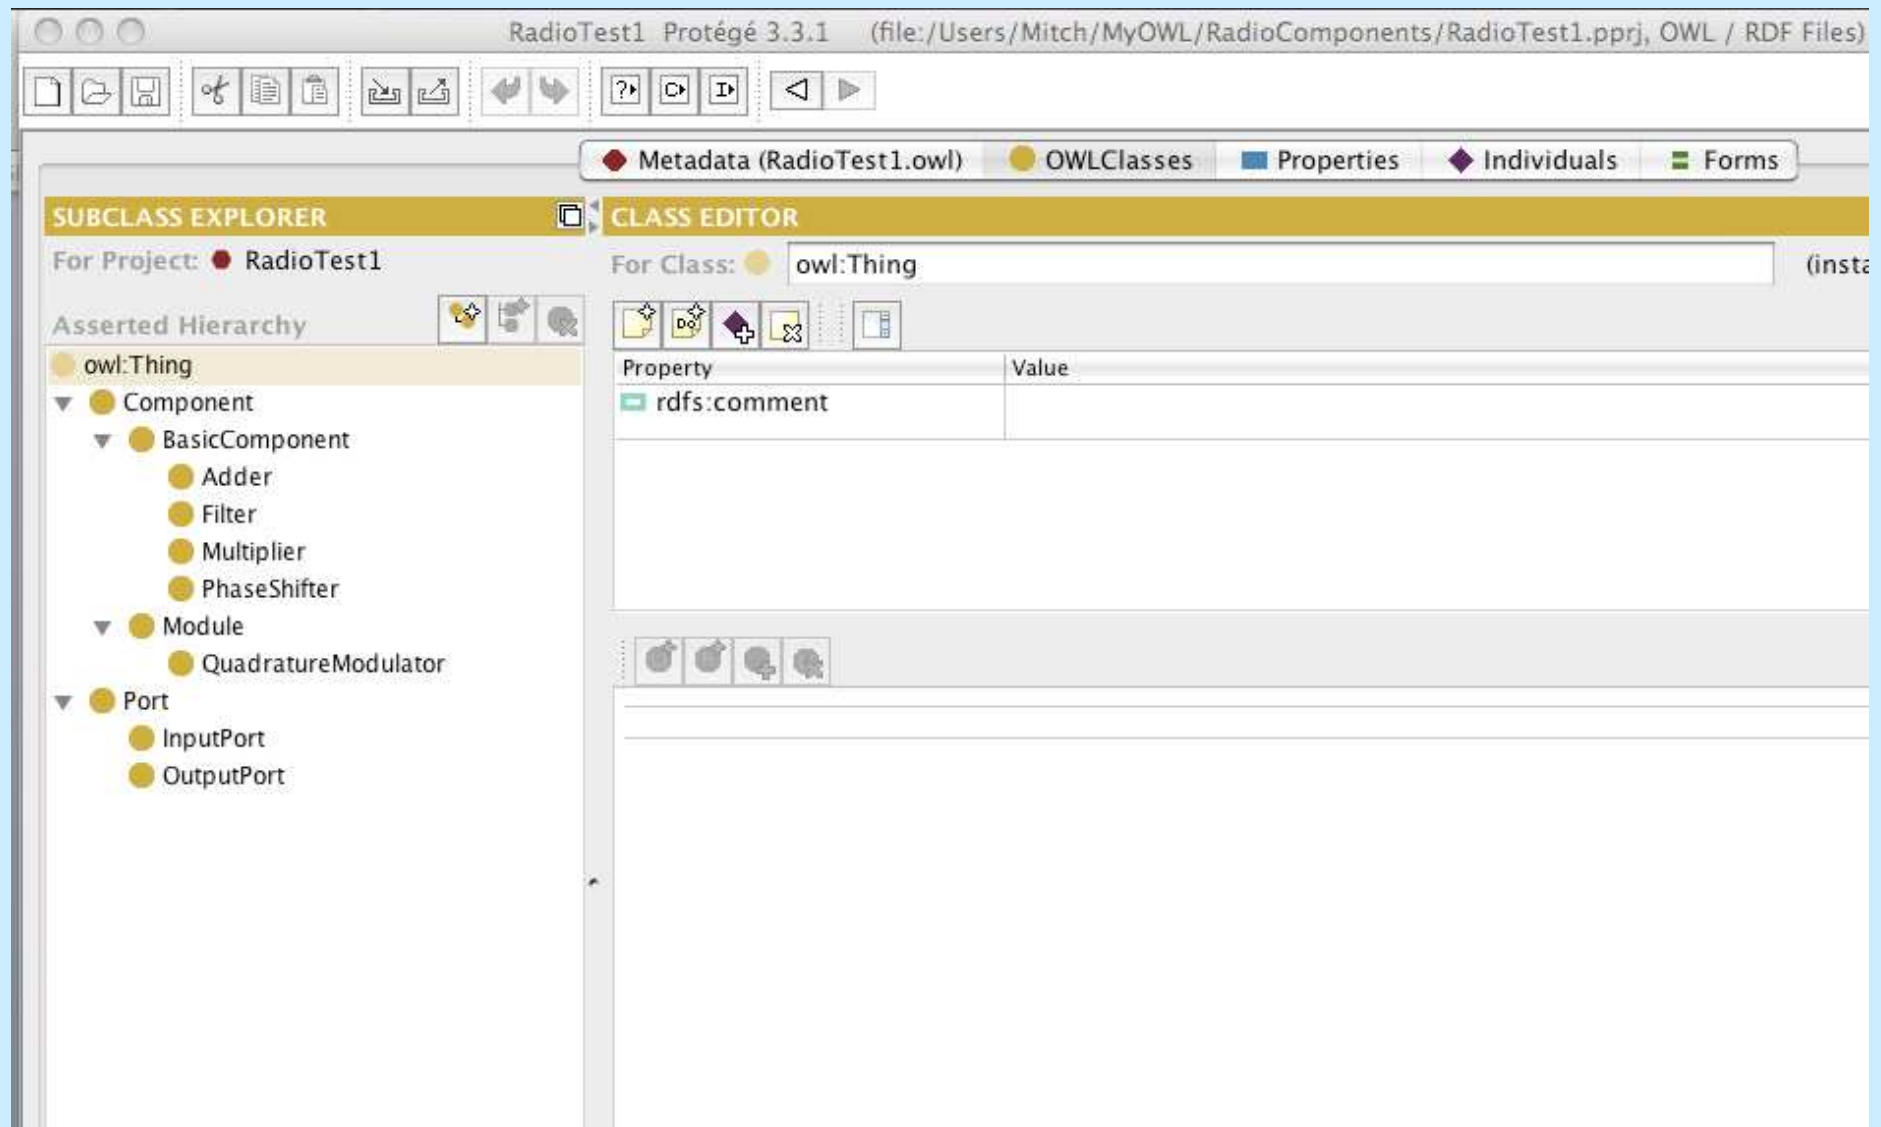 RadioTest1 Protégé 3.3.1 (file:/Users/Mitch/MyOWL/RadioComponents/RadioTest1.pprj, OWL / RDF Files)
Metadata (RadioTest1.owl) OWLClasses Properties Individuals Forms
SUBCLASS EXPLORER
For Project: RadioTest1
Asserted Hierarchy
owl:Thing
Component
BasicComponent
Adder
Filter
Multiplier
PhaseShifter
Module
QuadratureModulator
Port
InputPort
OutputPort
CLASS EDITOR
For Class: owl:Thing (insta
Property Value
rdfs:comment